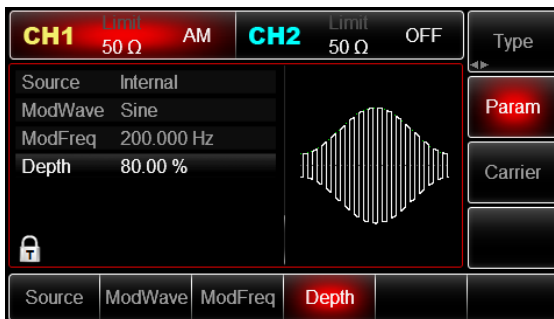 CH1 Limit 50 Ω AM CH2 Limit 50 Ω OFF Type
Source Internal
ModWave Sine
ModFreq 200.000 Hz
Depth 80.00 %
Param
Carrier
T
Source ModWave ModFreq Depth